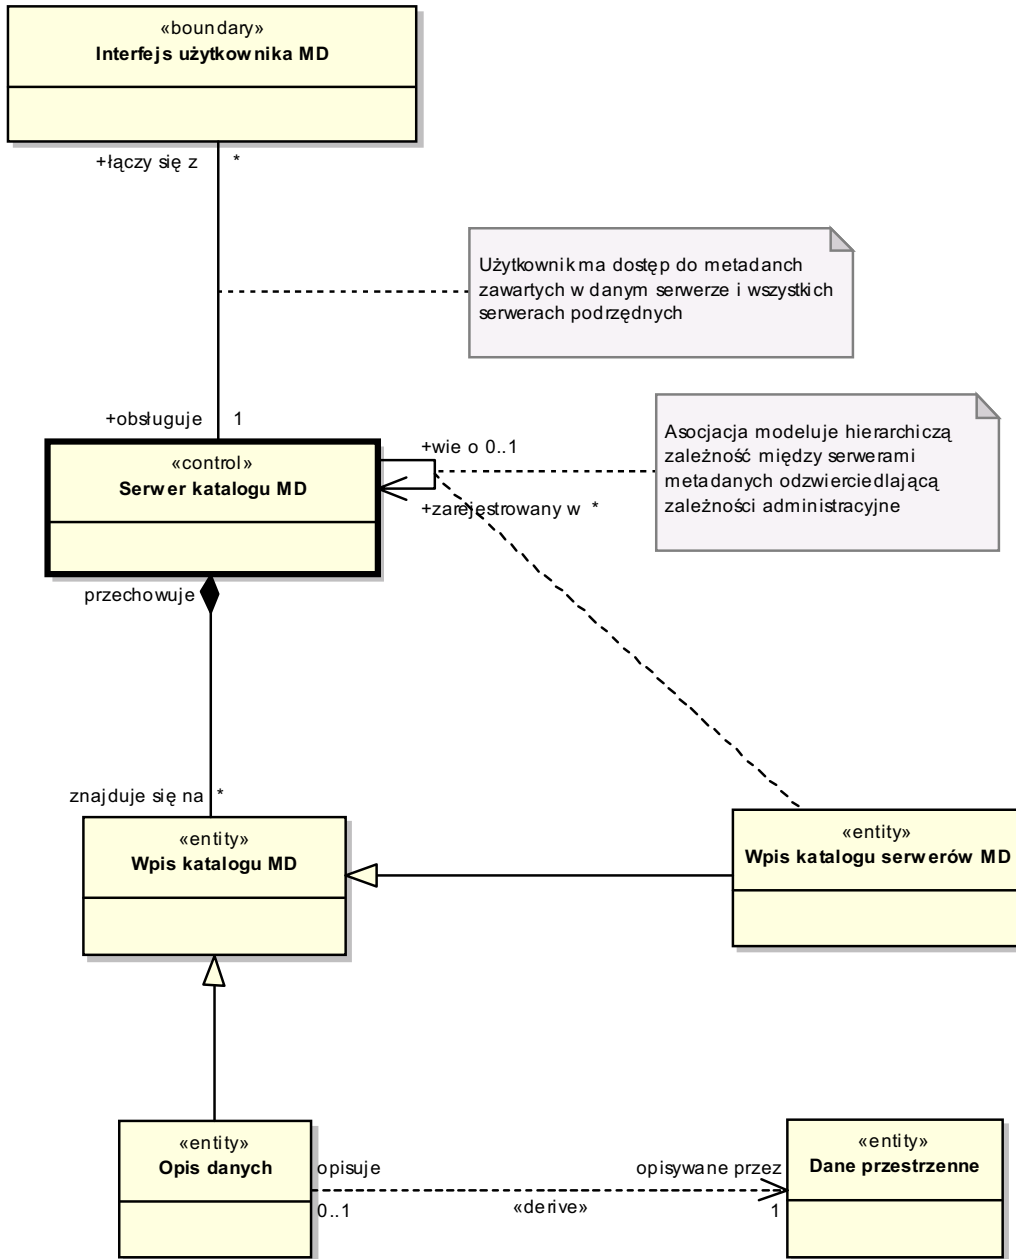 «boundary»
Interfejs użytkownika MD
+łączy się z *
Użytkownik ma dostęp do metadanch
zawartych w danym serwerze i wszystkich
serwerach podrzędnych
+obsługuje 1
«control»
Serwer katalogu MD
+wie o 0..1
+zarejestrowany w *
Asocjacja modeluje hierarchiczą
zależność między serwerami
metadanych odzwierciedlającą
zależności administracyjne
przechowuje
znajduje się na *
«entity»
Wpis katalogu MD
«entity»
Wpis katalogu serwerów MD
«entity»
Opis danych
opisuje
0..1
«derive»
opisywane przez
1
«entity»
Dane przestrzenne